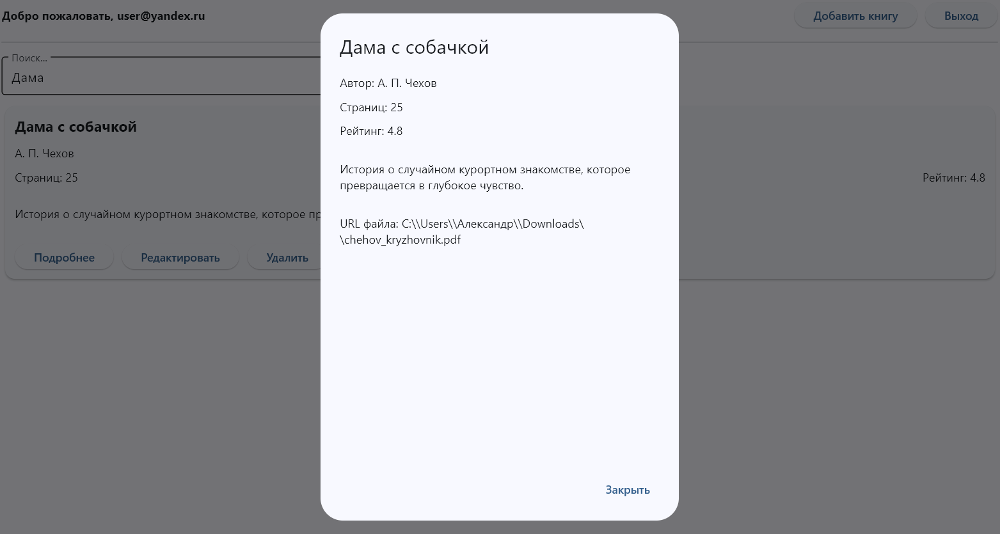 Добро пожаловать, user@yandex.ru
Добавить книгу
Выход
Поиск...
Дама
Дама с собачкой
А. П. Чехов
Страниц: 25
Рейтинг: 4.8
История о случайном курортном знакомстве, которое пр
Подробнее
Редактировать
Удалить
Дама с собачкой
Автор: А. П. Чехов
Страниц: 25
Рейтинг: 4.8
История о случайном курортном знакомстве, которое
превращается в глубокое чувство.
URL файла: C:\\Users\\Александр\\Downloads\
\chehov_kryzhovnik.pdf
Закрыть